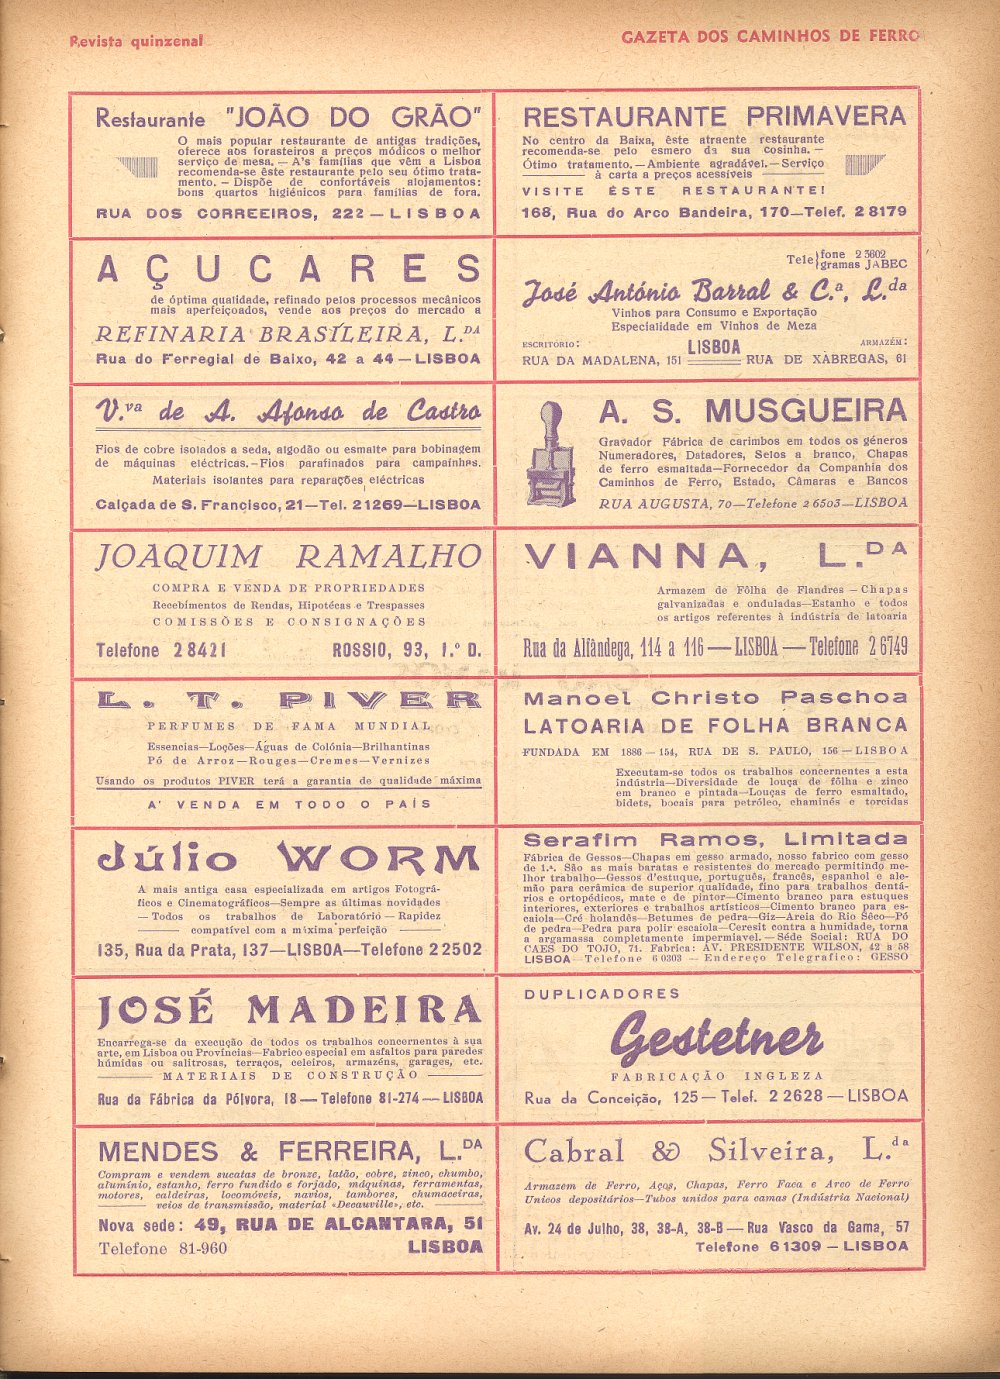 Revista quinzenal
GAZETA DOS CAMINHOS DE FERRO
Restaurante "JOÃO DO GRÃO"
O mais popular restaurante de antigas tradições,
oferece aos forasteiros a preços módicos o melhor
serviço de mesa. — A's famílias que vêm a Lisboa
recomenda-se êste restaurante pelo seu ótimo trata-
mento. — Dispõe de confortáveis alojamentos:
bons quartos higiénicos para famílias de fora.
RUA DOS CORREEIROS, 222 — LISBOA
RESTAURANTE PRIMAVERA
No centro da Baixa, êste atraente restaurante
recomenda-se pelo esmero da sua cosinha. —
Ótimo tratamento. — Ambiente agradável. — Serviço
à carta a preços acessíveis
VISITE ÊSTE RESTAURANTE!
168, Rua do Arco Bandeira, 170—Telef. 2 8179
AÇUCARES
de óptima qualidade, refinado pelos processos mecânicos
mais aperfeiçoados, vende aos preços do mercado a
REFINARIA BRASILEIRA, L.DA
Rua do Ferregial de Baixo, 42 a 44 — LISBOA
Tele fone 2 3602
gramas JABEC
José António Barral & C.ª, L.da
Vinhos para Consumo e Exportação
Especialidade em Vinhos de Meza
ESCRITORIO: LISBOA ARMAZÉM:
RUA DA MADALENA, 151 RUA DE XABREGAS, 61
V.va de A. Afonso de Castro
Fios de cobre isolados a seda, algodão ou esmalte para bobinagem
de máquinas eléctricas. — Fios parafinados para campaínhas.
Materiais isolantes para reparações eléctricas
Calçada de S. Francisco, 21—Tel. 21269—LISBOA
A. S. MUSGUEIRA
Gravador Fábrica de carimbos em todos os géneros
Numeradores, Datadores, Selos a branco, Chapas
de ferro esmaltada—Fornecedor da Companhia dos
Caminhos de Ferro, Estado, Câmaras e Bancos
RUA AUGUSTA, 70—Telefone 2 6503—LISBOA
JOAQUIM RAMALHO
COMPRA E VENDA DE PROPRIEDADES
Recebimentos de Rendas, Hipotécas e Trespasses
COMISSÕES E CONSIGNAÇÕES
Telefone 2 8421 ROSSIO, 93, 1.º D.
VIANNA, L.DA
Armazem de Fôlha de Flandres — Chapas
galvanizadas e onduladas—Estanho e todos
os artigos referentes à indústria de latoaria
Rua da Alfândega, 114 a 116 — LISBOA — Telefone 2 6749
L. T. PIVER
PERFUMES DE FAMA MUNDIAL
Essencias—Loções—Águas de Colónia—Brilhantinas
Pó de Arroz—Rouges—Cremes—Vernizes
Usando os produtos PIVER terá a garantia de qualidade máxima
A' VENDA EM TODO O PAÍS
Manoel Christo Paschoa
LATOARIA DE FOLHA BRANCA
FUNDADA EM 1886 — 154, RUA DE S. PAULO, 156 — LISBOA
Executam-se todos os trabalhos concernentes a esta
indústria—Diversidade de louça de fôlha e zinco
em branco e pintada—Louças de ferro esmaltado,
bidets, bocais para petróleo, chaminés e torcidas
Júlio WORM
A mais antiga casa especializada em artigos Fotográ-
ficos e Cinematográficos—Sempre as últimas novidades
— Todos os trabalhos de Laboratório — Rapidez
compatível com a máxima perfeição
135, Rua da Prata, 137—LISBOA—Telefone 2 2502
Serafim Ramos, Limitada
Fábrica de Gessos—Chapas em gesso armado, nosso fabrico com gesso
de 1.ª. São as mais baratas e resistentes do mercado permitindo me-
lhor trabalho—Gessos d'estuque, português, francês, espanhol e ale-
mão para cerâmica de superior qualidade, fino para trabalhos dentá-
rios e ortopédicos, mate e de pintor—Cimento branco para estuques
interiores, exteriores e trabalhos artísticos—Cimento branco para es-
caiola—Cré holandês—Betumes de pedra—Giz—Areia do Rio Sêco—Pó
de pedra—Pedra para polir escaiola—Ceresit contra a humidade, torna
a argamassa completamente impermiavel. — Séde Social: RUA DO
CAES DO TOJO, 71. Fabrica: AV. PRESIDENTE WILSON, 42 a 58
LISBOA—Telefone 6 0303 — Endereço Telegrafico: GESSO
JOSÉ MADEIRA
Encarrega-se da execução de todos os trabalhos concernentes à sua
arte, em Lisboa ou Províncias—Fabrico especial em asfaltos para paredes
húmidas ou salitrosas, terraços, celeiros, armazéns, garages, etc.
MATERIAIS DE CONSTRUÇÃO
Rua da Fábrica da Pólvora, 18 — Telefone 81-274 — LISBOA
DUPLICADORES
Gestetner
FABRICAÇÃO INGLEZA
Rua da Conceição, 125 — Telef. 2 2628 — LISBOA
MENDES & FERREIRA, L.DA
Compram e vendem sucatas de bronze, latão, cobre, zinco, chumbo,
alumínio, estanho, ferro fundido e forjado, máquinas, ferramentas,
motores, caldeiras, locomóveis, navios, tambores, chumaceiras,
veios de transmissão, material «Decauville», etc.
Nova sede: 49, RUA DE ALCANTARA, 51
Telefone 81-960 LISBOA
Cabral & Silveira, L.da
Armazem de Ferro, Aços, Chapas, Ferro Faca e Arco de Ferro
Unicos depositários—Tubos unidos para camas (Indústria Nacional)
Av. 24 de Julho, 38, 38-A, 38-B — Rua Vasco da Gama, 57
Telefone 6 1309 — LISBOA